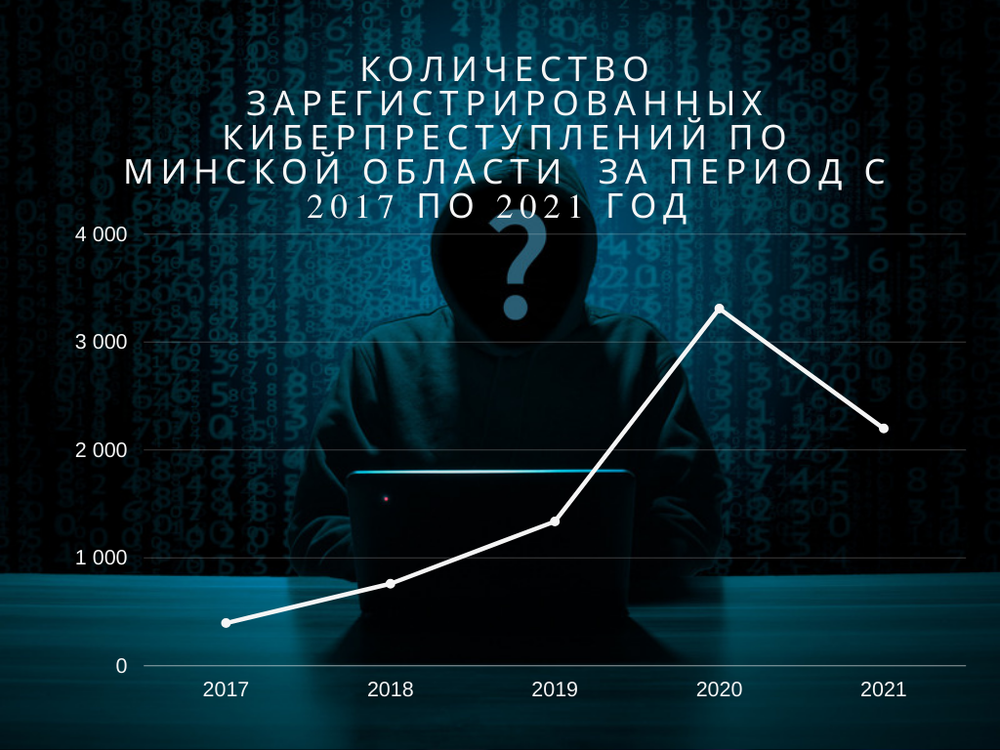 КОЛИЧЕСТВО
ЗАРЕГИСТРИРОВАННЫХ
КИБЕРПРЕСТУПЛЕНИЙ ПО
МИНСКОЙ ОБЛАСТИ ЗА ПЕРИОД С
2017 ПО 2021 ГОД
?
4 000
3 000
2 000
1 000
0
2017 2018 2019 2020 2021